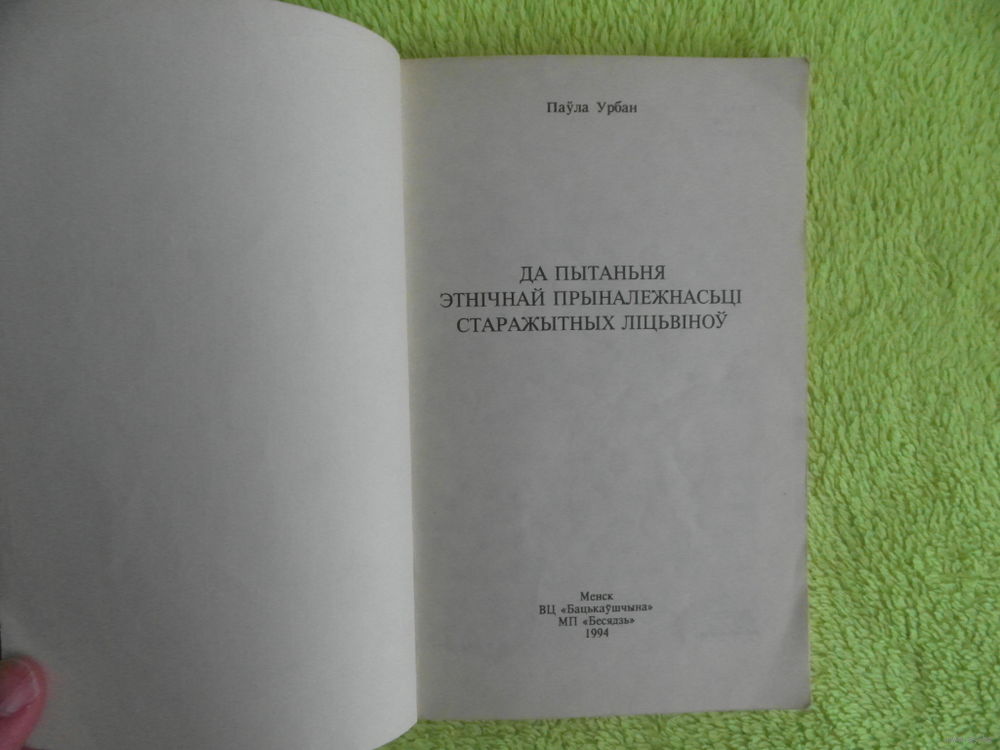 Паўла Урбан
ДА ПЫТАНЬНЯ
ЭТНІЧНАЙ ПРЫНАЛЕЖНАСЬЦІ
СТАРАЖЫТНЫХ ЛІЦЬВІНОЎ
Менск
ВЦ «Бацькаўшчына»
МП «Бесядзь»
1994